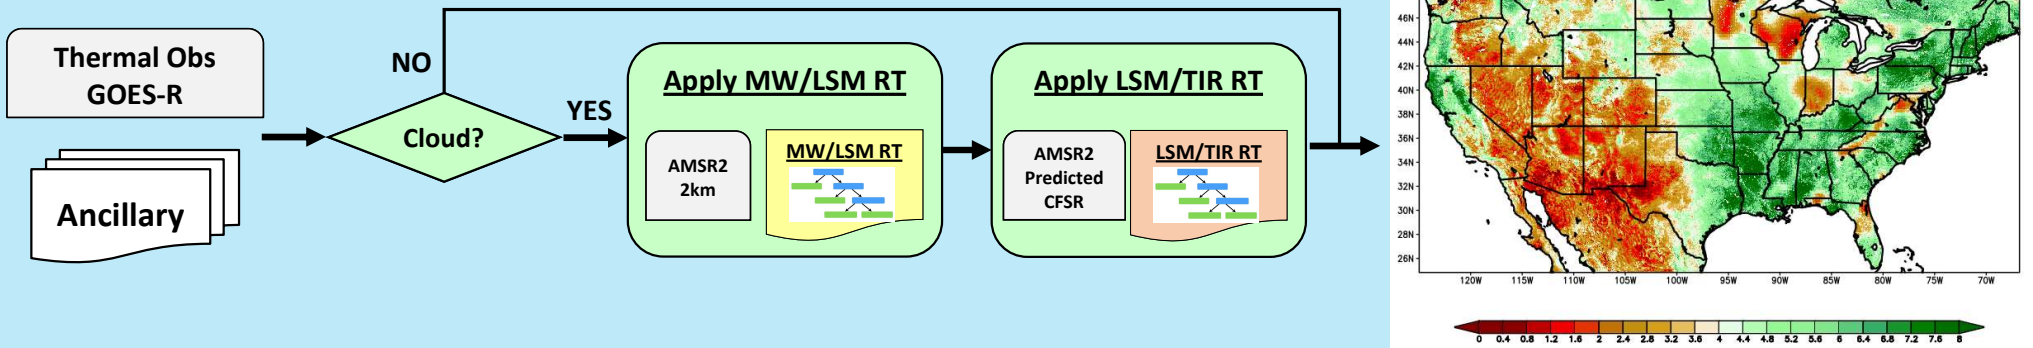 Thermal Obs
GOES-R
Ancillary
NO
Cloud?
YES
Apply MW/LSM RT
AMSR2
2km
MW/LSM RT
Apply LSM/TIR RT
AMSR2
Predicted
CFSR
LSM/TIR RT
46N
44N
42N
40N
38N
36N
34N
32N
30N
28N
26N
120W 115W 110W 105W 100W 95W 90W 85W 80W 75W 70W
0 0.4 0.8 1.2 1.6 2 2.4 2.8 3.2 3.6 4 4.4 4.8 5.2 5.6 6 6.4 6.8 7.2 7.6 8